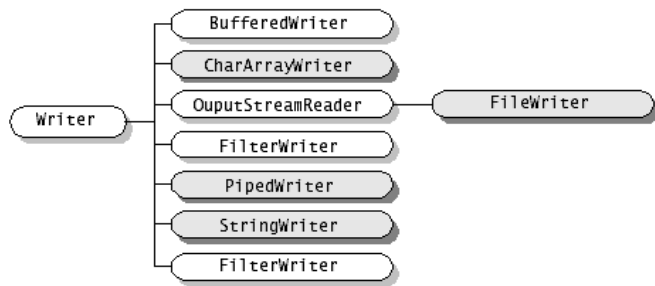 BufferedWriter
CharArrayWriter
Writer
OuputStreamReader
FileWriter
FilterWriter
PipedWriter
StringWriter
FilterWriter